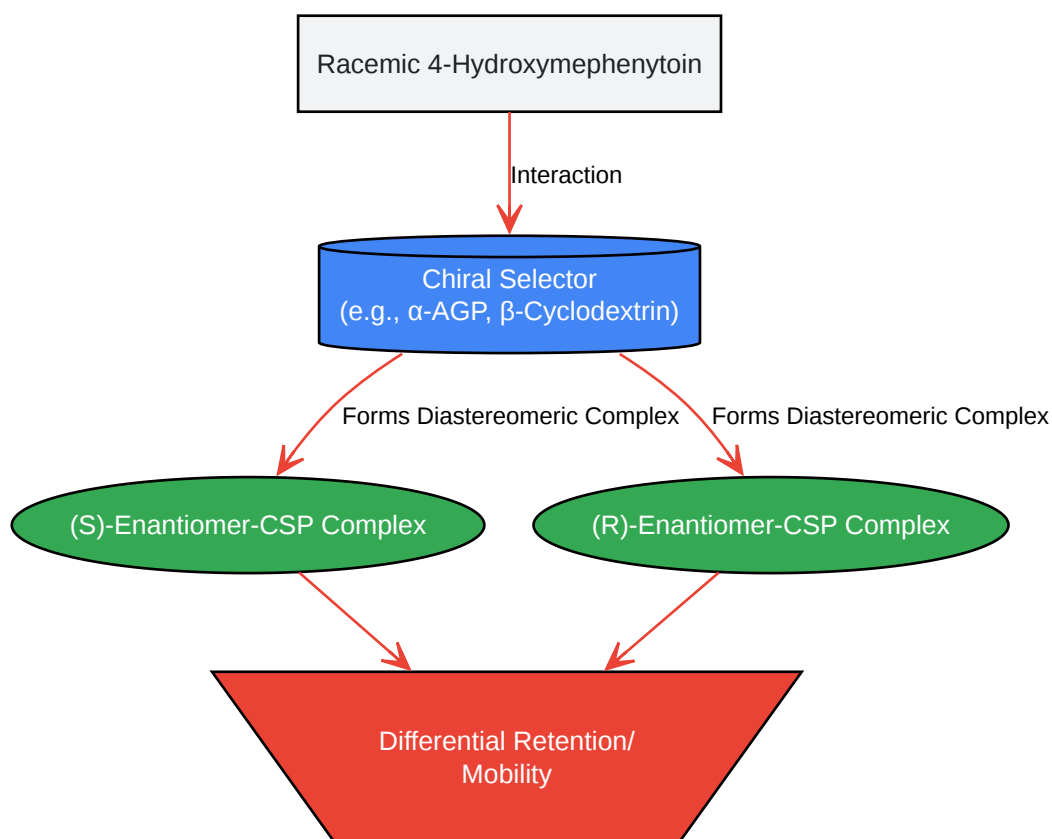 Racemic 4-Hydroxymephenytoin
Interaction
Chiral Selector
(e.g., α-AGP, β-Cyclodextrin)
Forms Diastereomeric Complex
Forms Diastereomeric Complex
(S)-Enantiomer-CSP Complex
(R)-Enantiomer-CSP Complex
Differential Retention/
Mobility